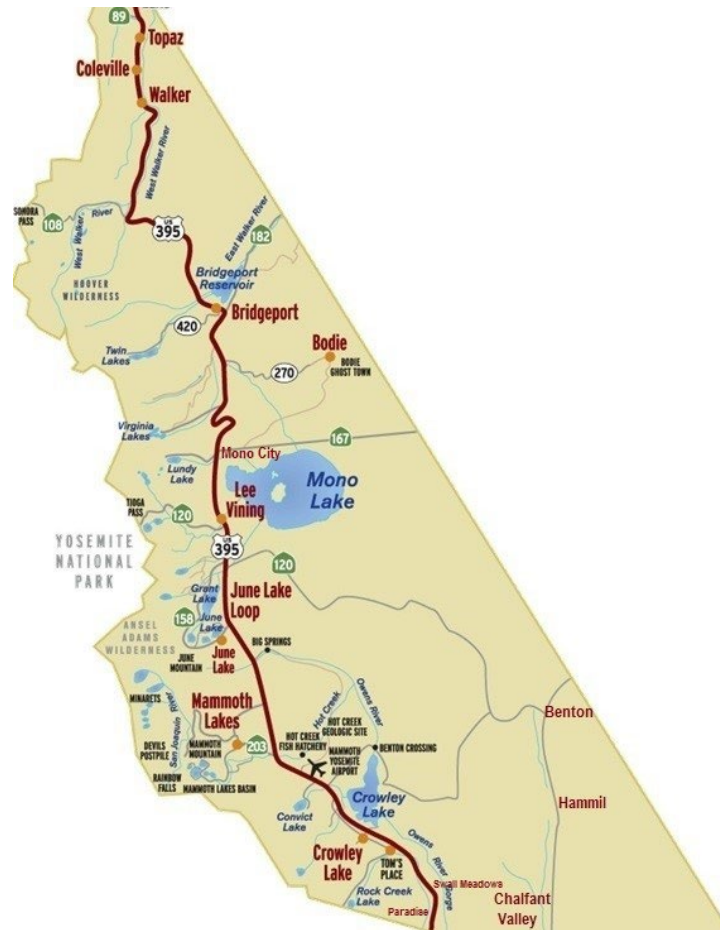 89
Topaz
Coleville
Walker
West Walker River
SONORA
PASS
108
River
West Walker
US
395
East Walker River
182
HOOVER
WILDERNESS
Bridgeport
Reservoir
Bridgeport
420
Twin
Lakes
Bodie
BODIE
GHOST TOWN
270
Virginia
Lakes
167
Mono City
Lundy
Lake
Mono
Lake
Lee
Vining
TIOGA
PASS
120
YOSEMITE
NATIONAL
PARK
US
395
120
Grant
Lake
June Lake
Loop
158
June
Lake
ANSEL
ADAMS
WILDERNESS
BIG SPRINGS
JUNE
MOUNTAIN
June
Lake
MINARETS
San Joaquin River
Mammoth
Lakes
Hot Creek
Owens River
Benton
HOT CREEK
GEOLOGIC SITE
DEVILS
POSTPILE
MAMMOTH
MOUNTAIN
203
HOT CREEK
FISH HATCHERY
MAMMOTH
YOSEMITE
AIRPORT
BENTON CROSSING
RAINBOW
FALLS
MAMMOTH LAKES BASIN
Crowley
Lake
Hammil
Convict
Lake
Crowley
Lake
TOM'S
PLACE
Owens River Gorge
Swall Meadows
Rock Creek
Lake
Paradise
Chalfant
Valley